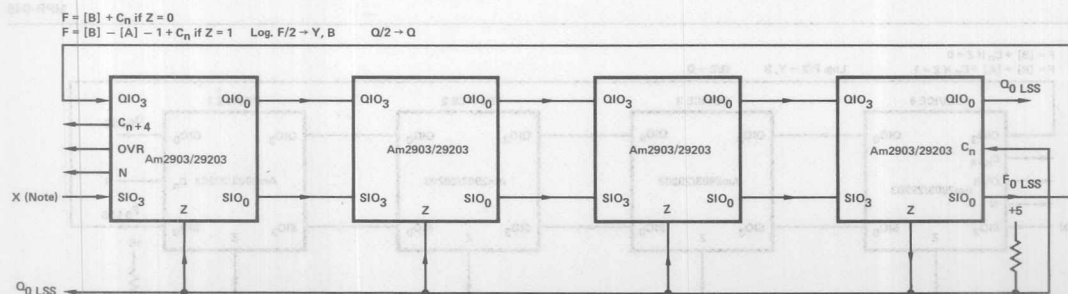 F = [B] + Cn if Z = 0
F = [B] − [A] − 1 + Cn if Z = 1 Log. F/2 → Y, B Q/2 → Q
QIO3 QIO0 QIO3 QIO0 QIO3 QIO0 QIO3 QIO0 Q0 LSS
Cn+4
OVR Am2903/29203 Am2903/29203 Am2903/29203 Am2903/29203 Cn
N
X (Note) SIO3 SIO0 SIO3 SIO0 SIO3 SIO0 SIO3 SIO0 F0 LSS
Z Z Z Z +5
Q0 LSS